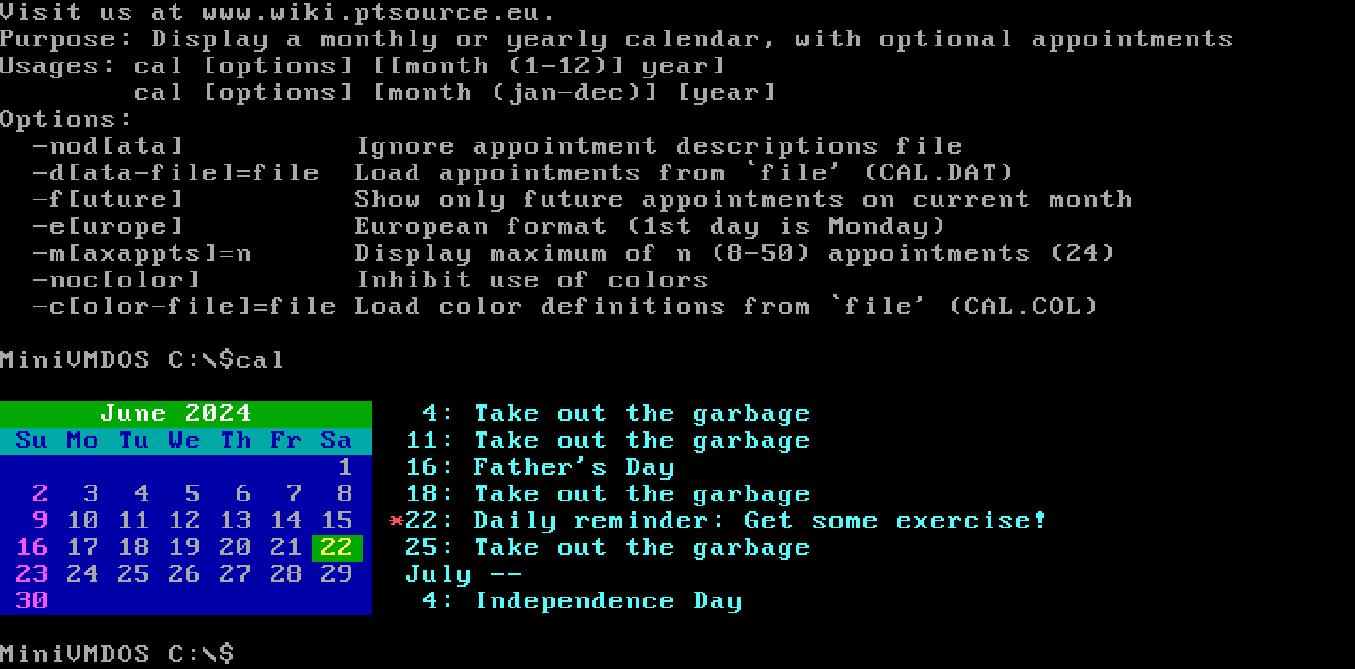 Visit us at www.wiki.ptsource.eu.
Purpose: Display a monthly or yearly calendar, with optional appointments
Usages: cal [options] [[month (1-12)] year]
        cal [options] [month (jan-dec)] [year]
Options:
  -nod[ata]          Ignore appointment descriptions file
  -d[ata-file]=file  Load appointments from `file' (CAL.DAT)
  -f[uture]          Show only future appointments on current month
  -e[urope]          European format (1st day is Monday)
  -m[axappts]=n      Display maximum of n (8-50) appointments (24)
  -noc[olor]         Inhibit use of colors
  -c[olor-file]=file Load color definitions from `file' (CAL.COL)
MiniVMDOS C:\$cal
      June 2024          4: Take out the garbage
 Su Mo Tu We Th Fr Sa   11: Take out the garbage
                    1   16: Father's Day
  2  3  4  5  6  7  8   18: Take out the garbage
  9 10 11 12 13 14 15  *22: Daily reminder: Get some exercise!
 16 17 18 19 20 21 22   25: Take out the garbage
 23 24 25 26 27 28 29   July --
 30                      4: Independence Day
MiniVMDOS C:\$